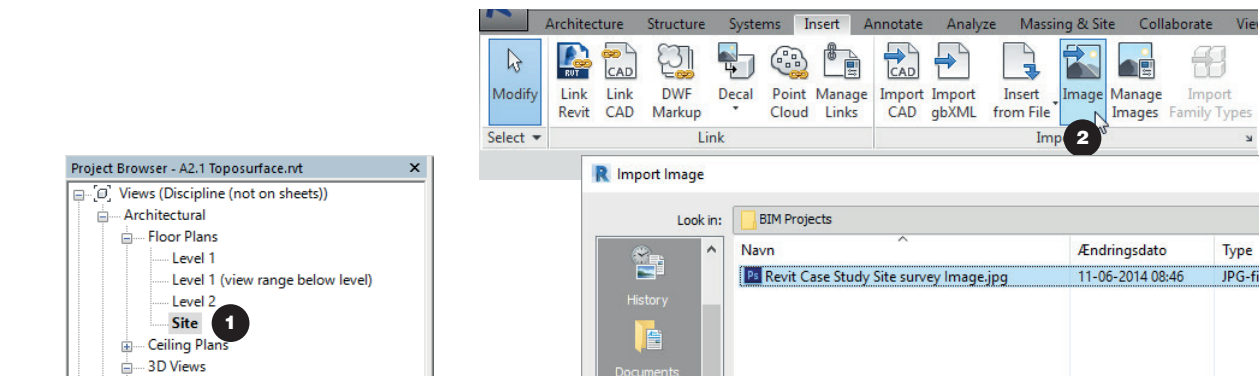 Architecture Structure Systems Insert Annotate Analyze Massing & Site Collaborate
Modify
Link Revit
Link CAD
DWF Markup
Decal
Point Cloud
Manage Links
Import CAD
Import gbXML
Insert from File
Image
Manage Images
Import Family Types
Select
Link
2
Project Browser - A2.1 Toposurface.rvt
Views (Discipline (not on sheets))
Architectural
Floor Plans
Level 1
Level 1 (view range below level)
Level 2
Site 1
Ceiling Plans
3D Views
Import Image
Look in: BIM Projects
Navn Ændringsdato Type
Ps Revit Case Study Site survey Image.jpg 11-06-2014 08:46 JPG-fi
History
Documents